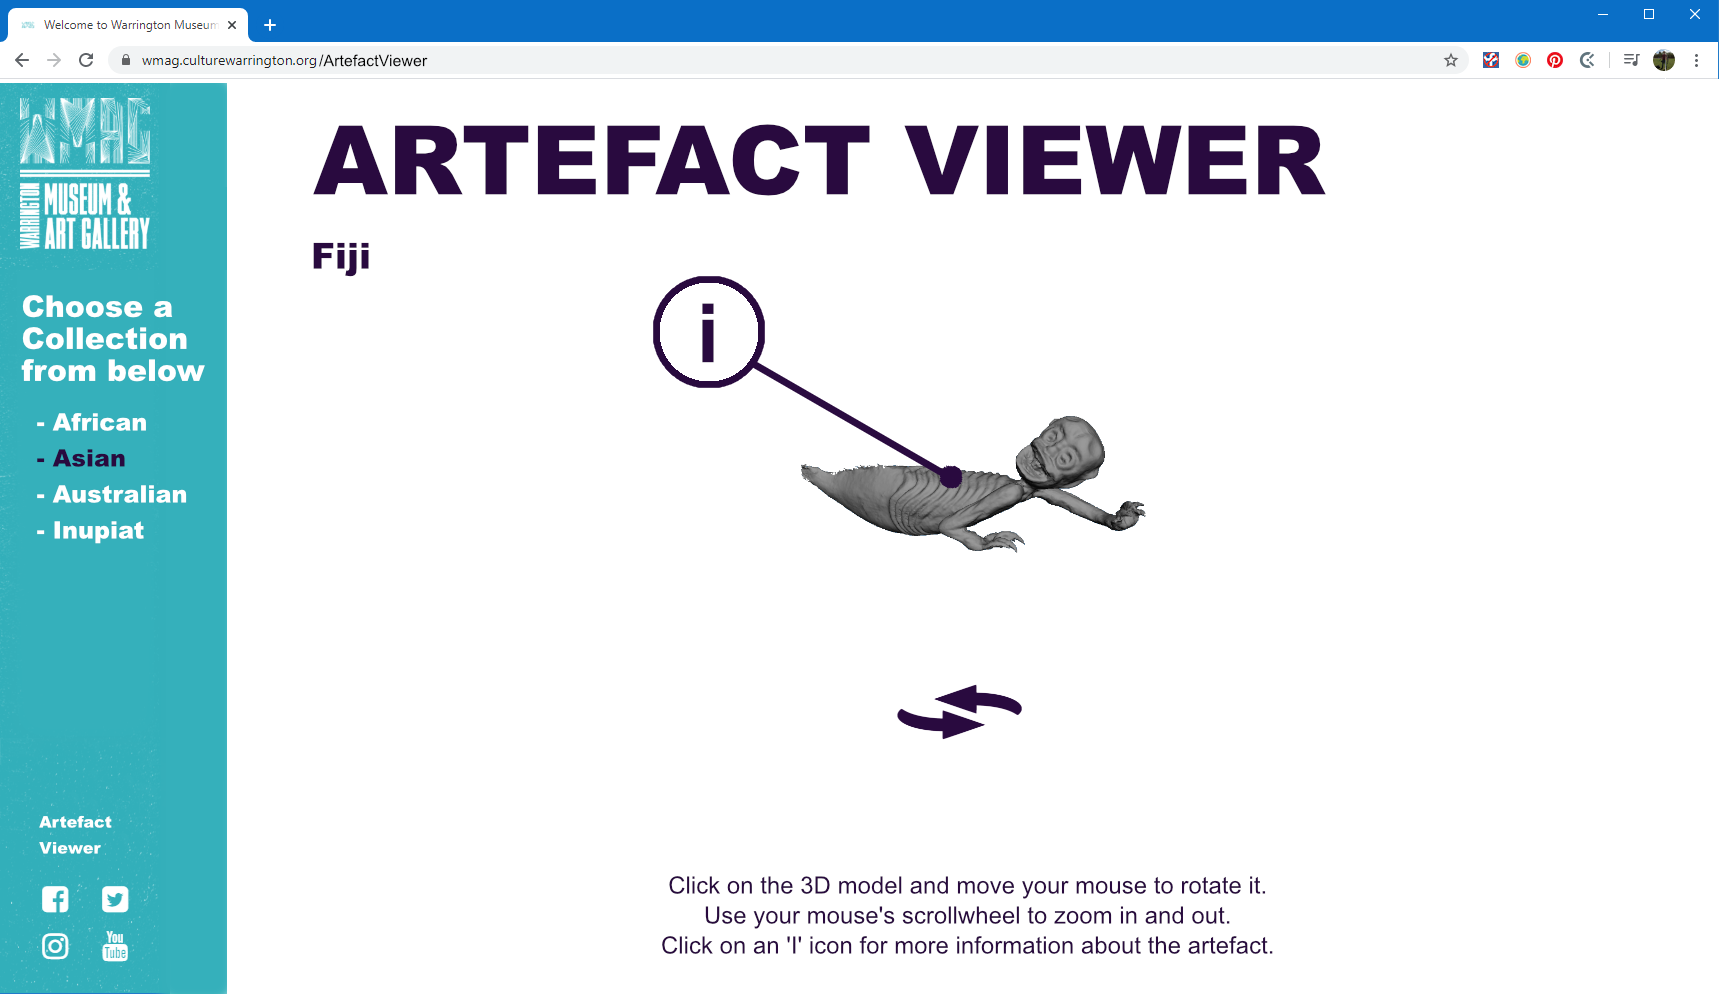 Welcome to Warrington Museum
wmag.culturewarrington.org/ArtefactViewer
WMAG
WARRINGTON
MUSEUM &
ART GALLERY
Choose a
Collection
from below
- African
- Asian
- Australian
- Inupiat
Artefact
Viewer
You
Tube
ARTEFACT VIEWER
Fiji
i
Click on the 3D model and move your mouse to rotate it.
Use your mouse's scrollwheel to zoom in and out.
Click on an 'I' icon for more information about the artefact.